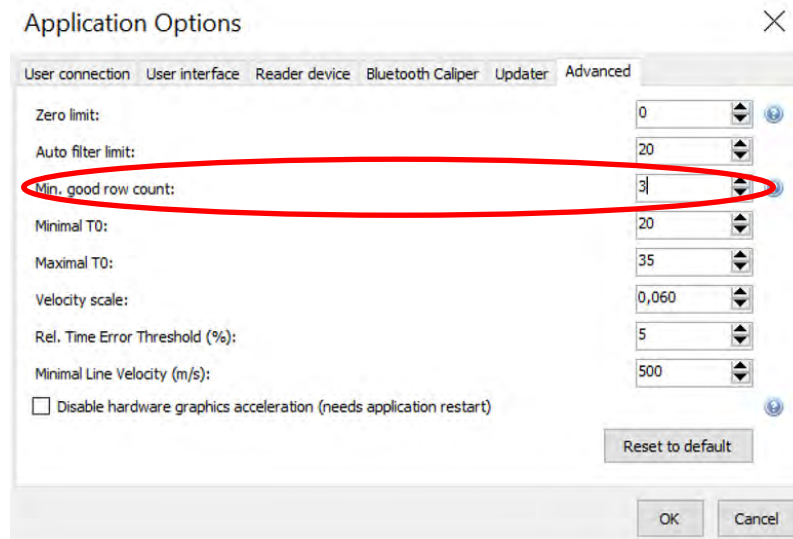 Application Options
User connection User interface Reader device Bluetooth Caliper Updater Advanced
Zero limit: 0
Auto filter limit: 20
Min. good row count: 3
Minimal T0: 20
Maximal T0: 35
Velocity scale: 0,060
Rel. Time Error Threshold (%): 5
Minimal Line Velocity (m/s): 500
Disable hardware graphics acceleration (needs application restart)
Reset to default
OK Cancel